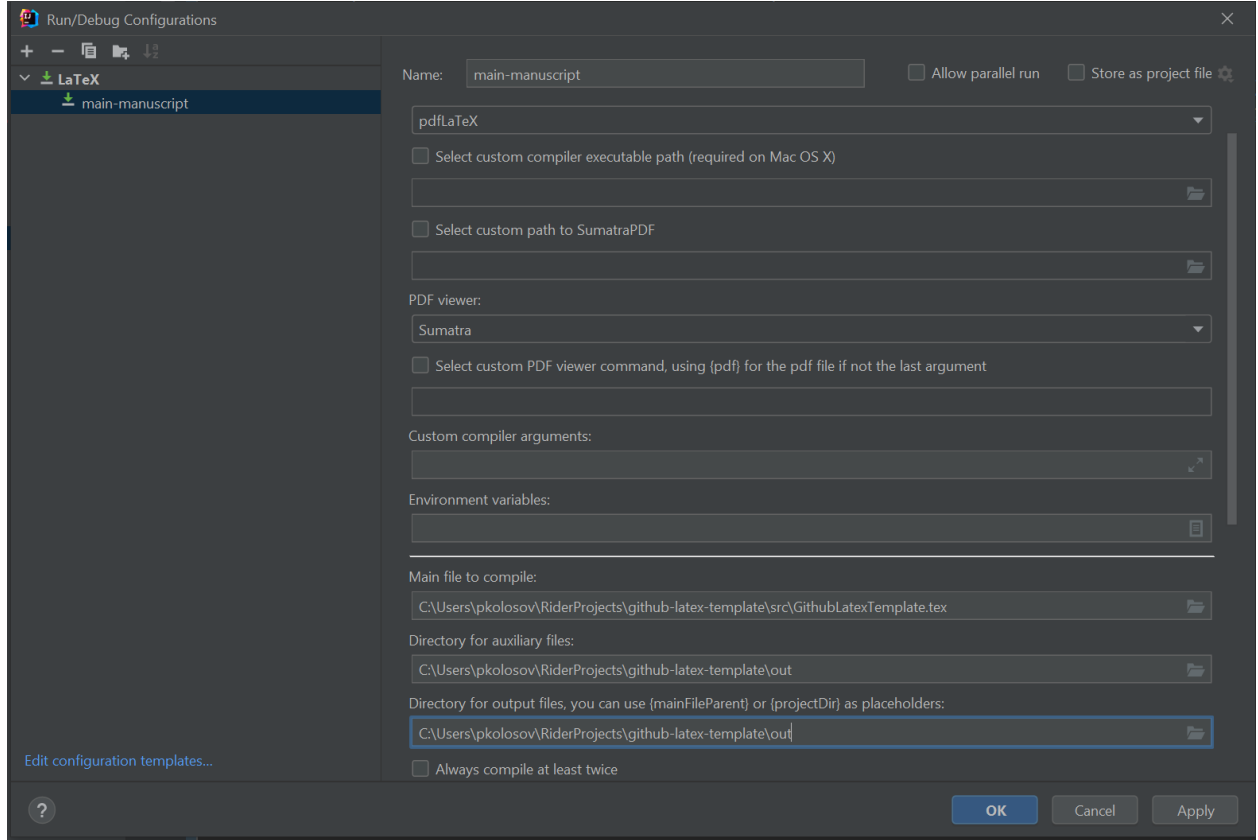 Run/Debug Configurations
LaTeX
main-manuscript
Edit configuration templates...
Name:
main-manuscript
Allow parallel run
Store as project file
pdfLaTeX
Select custom compiler executable path (required on Mac OS X)
Select custom path to SumatraPDF
PDF viewer:
Sumatra
Select custom PDF viewer command, using {pdf} for the pdf file if not the last argument
Custom compiler arguments:
Environment variables:
Main file to compile:
C:\Users\pkolosov\RiderProjects\github-latex-template\src\GithubLatexTemplate.tex
Directory for auxiliary files:
C:\Users\pkolosov\RiderProjects\github-latex-template\out
Directory for output files, you can use {mainFileParent} or {projectDir} as placeholders:
C:\Users\pkolosov\RiderProjects\github-latex-template\out
Always compile at least twice
?
OK
Cancel
Apply